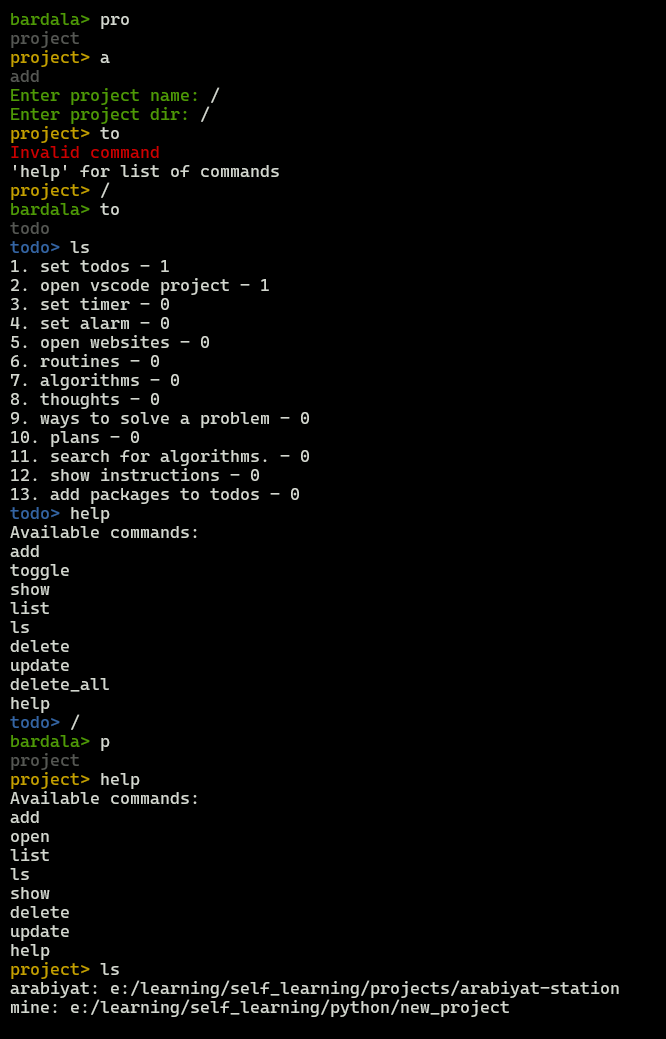 bardala> pro
project
project> a
add
Enter project name: /
Enter project dir: /
project> to
Invalid command
'help' for list of commands
project> /
bardala> to
todo
todo> ls
1. set todos - 1
2. open vscode project - 1
3. set timer - 0
4. set alarm - 0
5. open websites - 0
6. routines - 0
7. algorithms - 0
8. thoughts - 0
9. ways to solve a problem - 0
10. plans - 0
11. search for algorithms. - 0
12. show instructions - 0
13. add packages to todos - 0
todo> help
Available commands:
add
toggle
show
list
ls
delete
update
delete_all
help
todo> /
bardala> p
project
project> help
Available commands:
add
open
list
ls
show
delete
update
help
project> ls
arabiyat: e:/learning/self_learning/projects/arabiyat-station
mine: e:/learning/self_learning/python/new_project